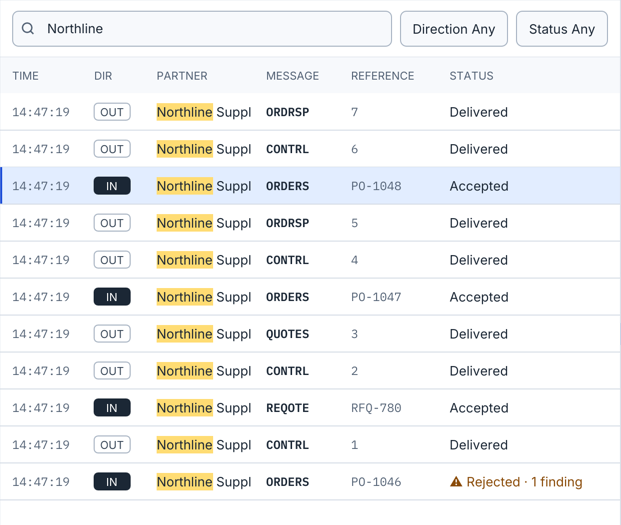 Northline Direction Any Status Any
TIME DIR PARTNER MESSAGE REFERENCE STATUS
14:47:19 OUT Northline Suppl ORDRSP 7 Delivered
14:47:19 OUT Northline Suppl CONTRL 6 Delivered
14:47:19 IN Northline Suppl ORDERS PO-1048 Accepted
14:47:19 OUT Northline Suppl ORDRSP 5 Delivered
14:47:19 OUT Northline Suppl CONTRL 4 Delivered
14:47:19 IN Northline Suppl ORDERS PO-1047 Accepted
14:47:19 OUT Northline Suppl QUOTES 3 Delivered
14:47:19 OUT Northline Suppl CONTRL 2 Delivered
14:47:19 IN Northline Suppl REQOTE RFQ-780 Accepted
14:47:19 OUT Northline Suppl CONTRL 1 Delivered
14:47:19 IN Northline Suppl ORDERS PO-1046 Rejected · 1 finding